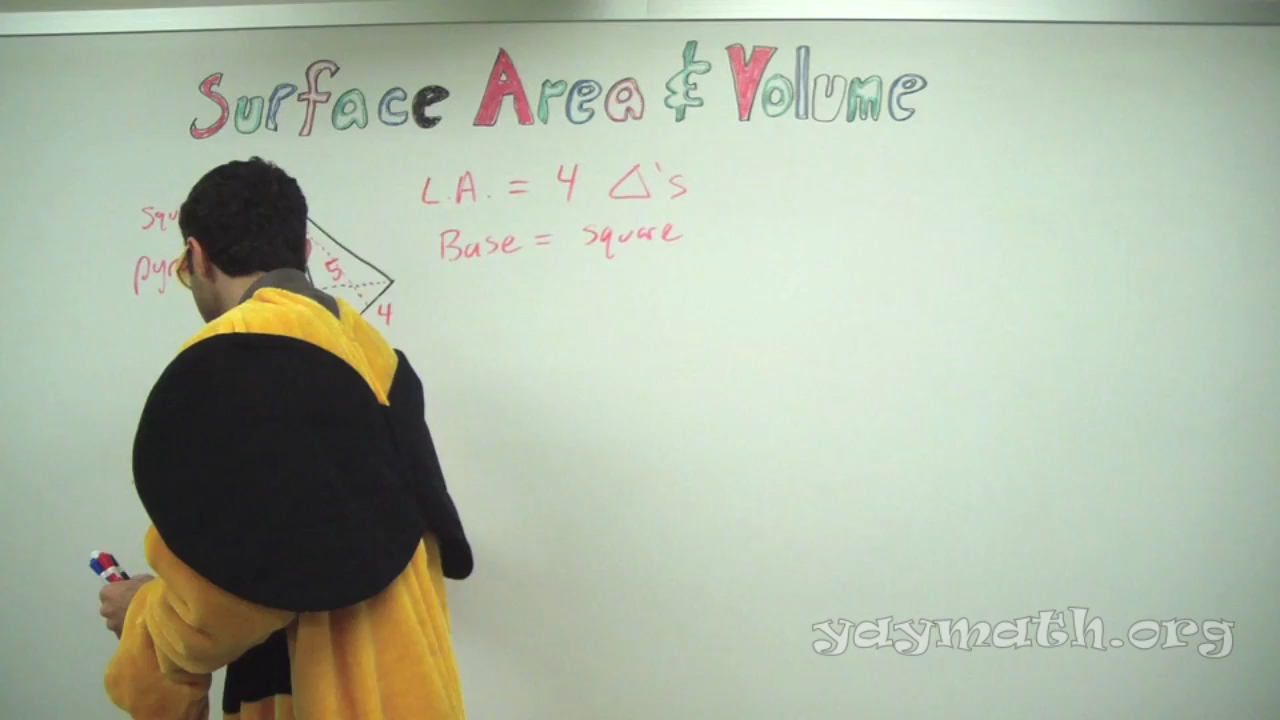 Surface Area & Volume
L.A. = 4 △'s
Base = square
5
4
yaymath.org